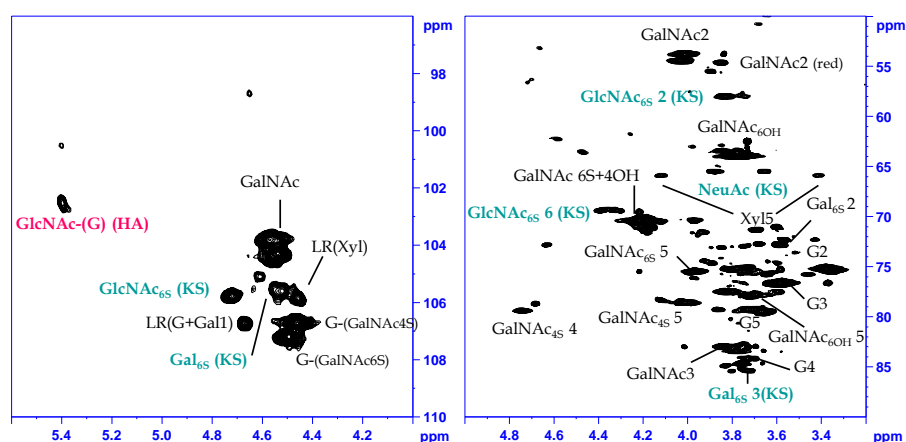 ppm
98
100
102
104
106
108
110
GalNAc
GlcNAc-(G) (HA)
LR(Xyl)
GlcNAc6S (KS)
LR(G+Gal1)
G-(GalNAc4S)
Gal6S (KS)
G-(GalNAc6S)
5.4 5.2 5.0 4.8 4.6 4.4 4.2 ppm
ppm
55
60
65
70
75
80
85
GalNAc2
GalNAc2 (red)
GlcNAc6S 2 (KS)
GalNAc6OH
GalNAc 6S+4OH
NeuAc (KS)
GlcNAc6S 6 (KS)
Xyl5
Gal6S 2
GalNAc6S 5
G2
G3
GalNAc4S 5
GalNAc4S 4
G5
GalNAc6OH 5
GalNAc3
G4
Gal6S 3(KS)
4.8 4.6 4.4 4.2 4.0 3.8 3.6 3.4 ppm